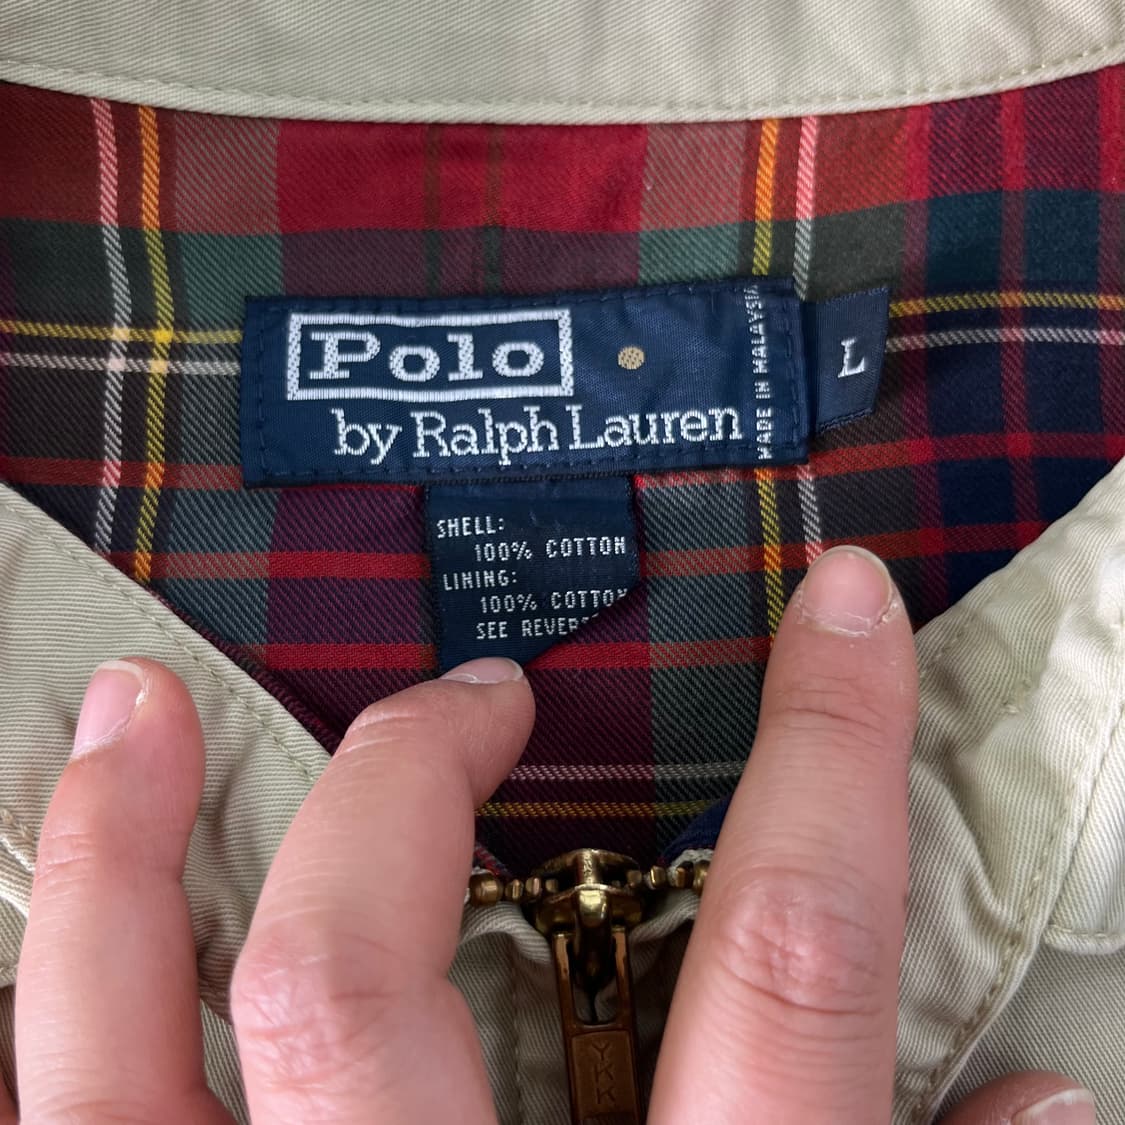 Polo
by Ralph Lauren
MADE IN MALAYSIA
L
SHELL:
100% COTTON
LINING:
100% COTTON
SEE REVERSE
YKK